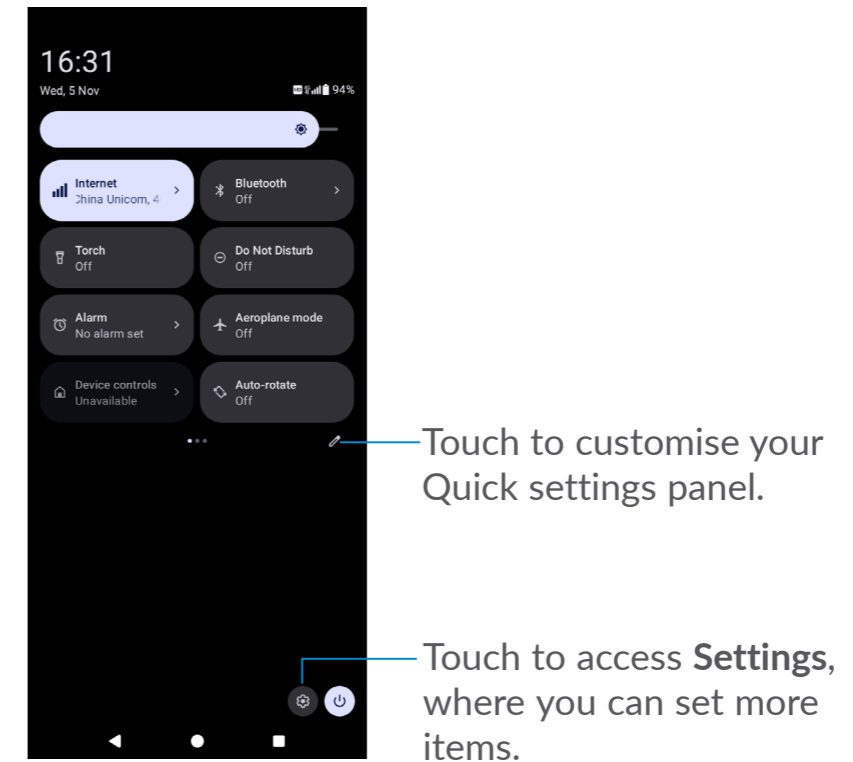 16:31
Wed, 5 Nov
94%
Internet
China Unicom, 4
Bluetooth
Off
Torch
Off
Do Not Disturb
Off
Alarm
No alarm set
Aeroplane mode
Off
Device controls
Unavailable
Auto-rotate
Off
Touch to customise your
Quick settings panel.
Touch to access Settings,
where you can set more
items.